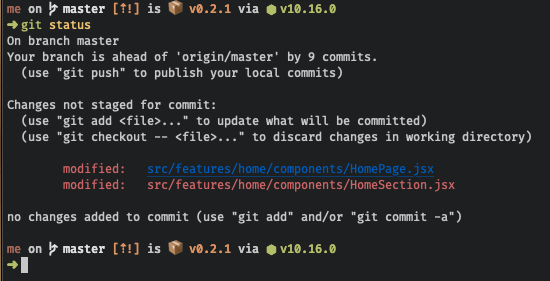 me on master [⇡!] is 📦 v0.2.1 via ⬢ v10.16.0
➜ git status
On branch master
Your branch is ahead of 'origin/master' by 9 commits.
  (use "git push" to publish your local commits)

Changes not staged for commit:
  (use "git add <file>..." to update what will be committed)
  (use "git checkout -- <file>..." to discard changes in working directory)

        modified:   src/features/home/components/HomePage.jsx
        modified:   src/features/home/components/HomeSection.jsx

no changes added to commit (use "git add" and/or "git commit -a")

me on master [⇡!] is 📦 v0.2.1 via ⬢ v10.16.0
➜